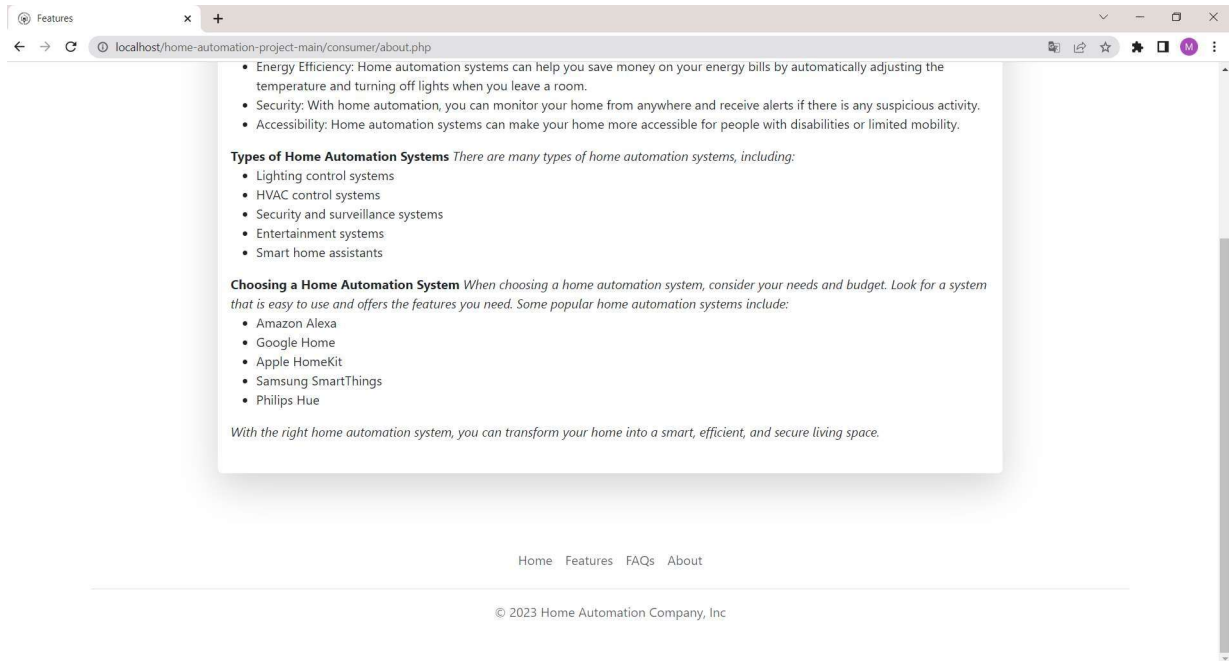 Features
localhost/home-automation-project-main/consumer/about.php
M
• Energy Efficiency: Home automation systems can help you save money on your energy bills by automatically adjusting the
temperature and turning off lights when you leave a room.
• Security: With home automation, you can monitor your home from anywhere and receive alerts if there is any suspicious activity.
• Accessibility: Home automation systems can make your home more accessible for people with disabilities or limited mobility.
Types of Home Automation Systems There are many types of home automation systems, including:
• Lighting control systems
• HVAC control systems
• Security and surveillance systems
• Entertainment systems
• Smart home assistants
Choosing a Home Automation System When choosing a home automation system, consider your needs and budget. Look for a system
that is easy to use and offers the features you need. Some popular home automation systems include:
• Amazon Alexa
• Google Home
• Apple HomeKit
• Samsung SmartThings
• Philips Hue
With the right home automation system, you can transform your home into a smart, efficient, and secure living space.
Home Features FAQs About
© 2023 Home Automation Company, Inc